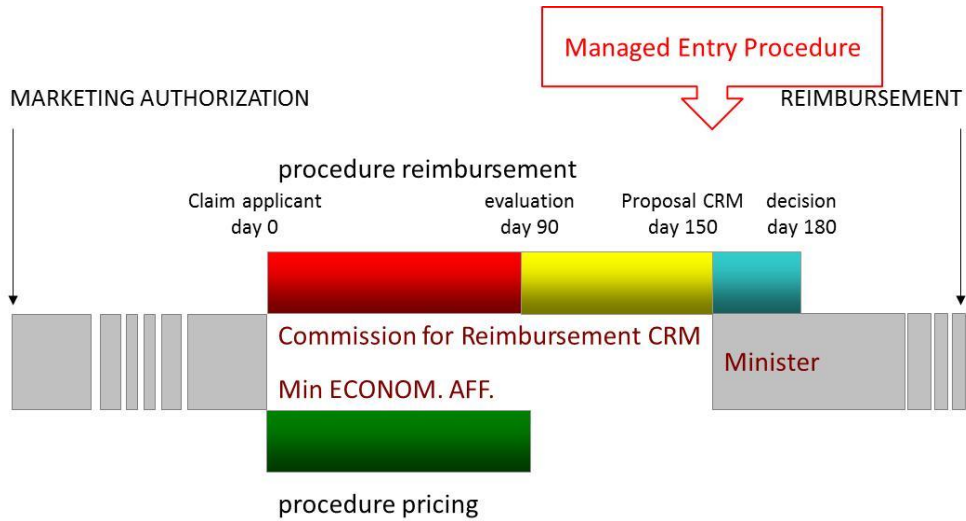 Managed Entry Procedure
MARKETING AUTHORIZATION
REIMBURSEMENT
procedure reimbursement
Claim applicant
day 0
evaluation
day 90
Proposal CRM
day 150
decision
day 180
Commission for Reimbursement CRM
Minister
Min ECONOM. AFF.
procedure pricing